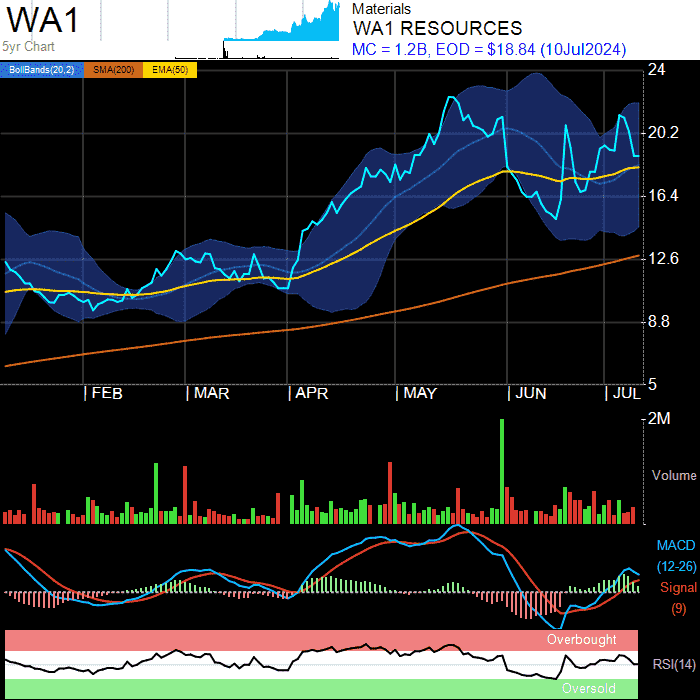 WA1
5yr Chart
Materials
WA1 RESOURCES
MC = 1.2B, EOD = $18.84 (10Jul2024)
BollBands(20,2) SMA(200) EMA(50)
24
20.2
16.4
12.6
8.8
5
FEB MAR APR MAY JUN JUL
2M
Volume
MACD
(12-26)
Signal
(9)
Overbought
RSI(14)
Oversold